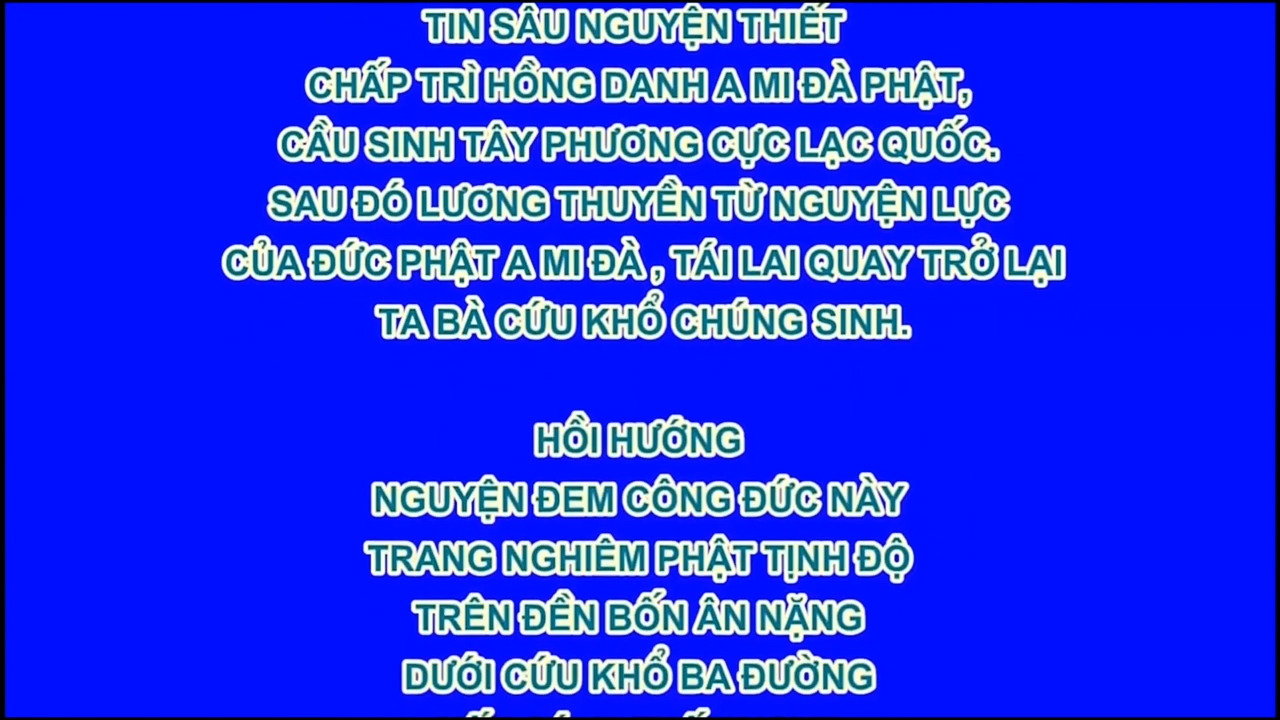 TIN SÂU NGUYỆN THIẾT
CHẤP TRÌ HỒNG DANH A MI ĐÀ PHẬT,
CẦU SINH TÂY PHƯƠNG CỰC LẠC QUỐC.
SAU ĐÓ LƯƠNG THUYỀN TỪ NGUYỆN LỰC
CỦA ĐỨC PHẬT A MI ĐÀ , TÁI LAI QUAY TRỞ LẠI
TA BÀ CỨU KHỔ CHÚNG SINH.
HỒI HƯỚNG
NGUYỆN ĐEM CÔNG ĐỨC NÀY
TRANG NGHIÊM PHẬT TỊNH ĐỘ
TRÊN ĐỀN BỐN ÂN NẶNG
DƯỚI CỨU KHỔ BA ĐƯỜNG